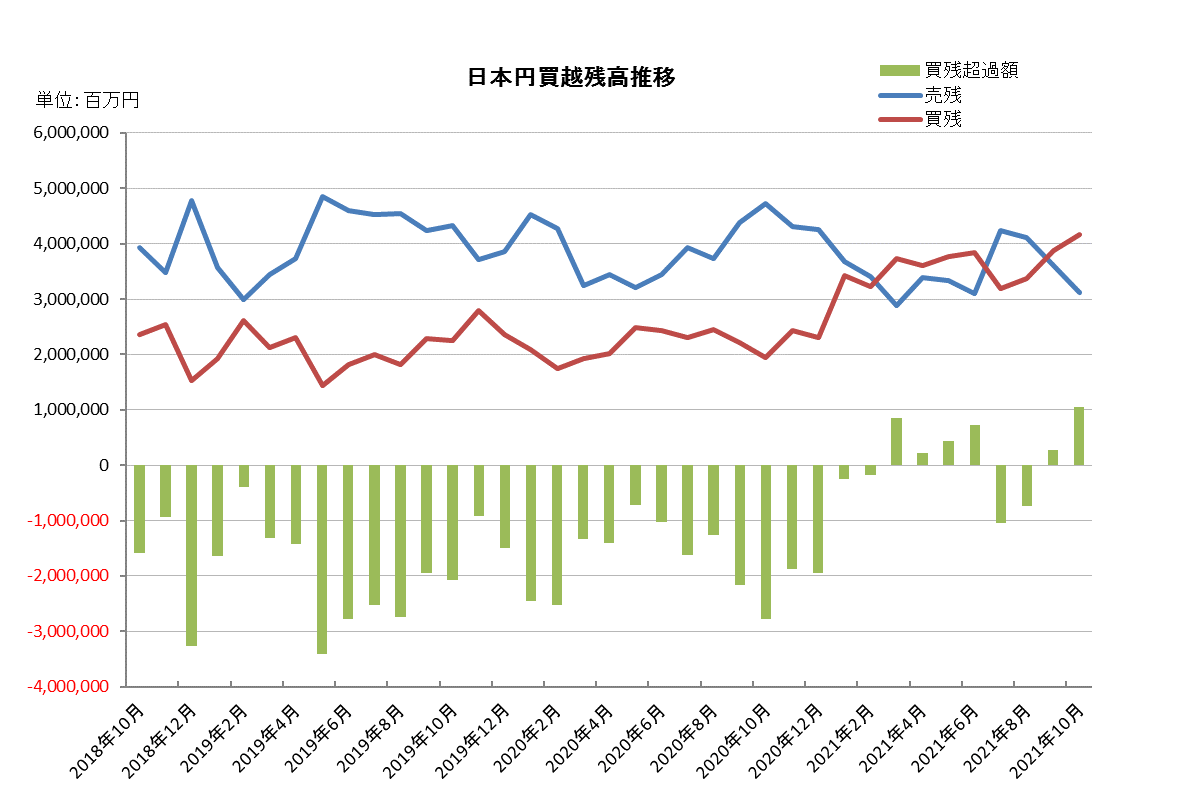 日本円買越残高推移
買残超過額
売残
買残
単位：百万円
6,000,000
5,000,000
4,000,000
3,000,000
2,000,000
1,000,000
0
-1,000,000
-2,000,000
-3,000,000
-4,000,000
2018年10月
2018年12月
2019年2月
2019年4月
2019年6月
2019年8月
2019年10月
2019年12月
2020年2月
2020年4月
2020年6月
2020年8月
2020年10月
2020年12月
2021年2月
2021年4月
2021年6月
2021年8月
2021年10月